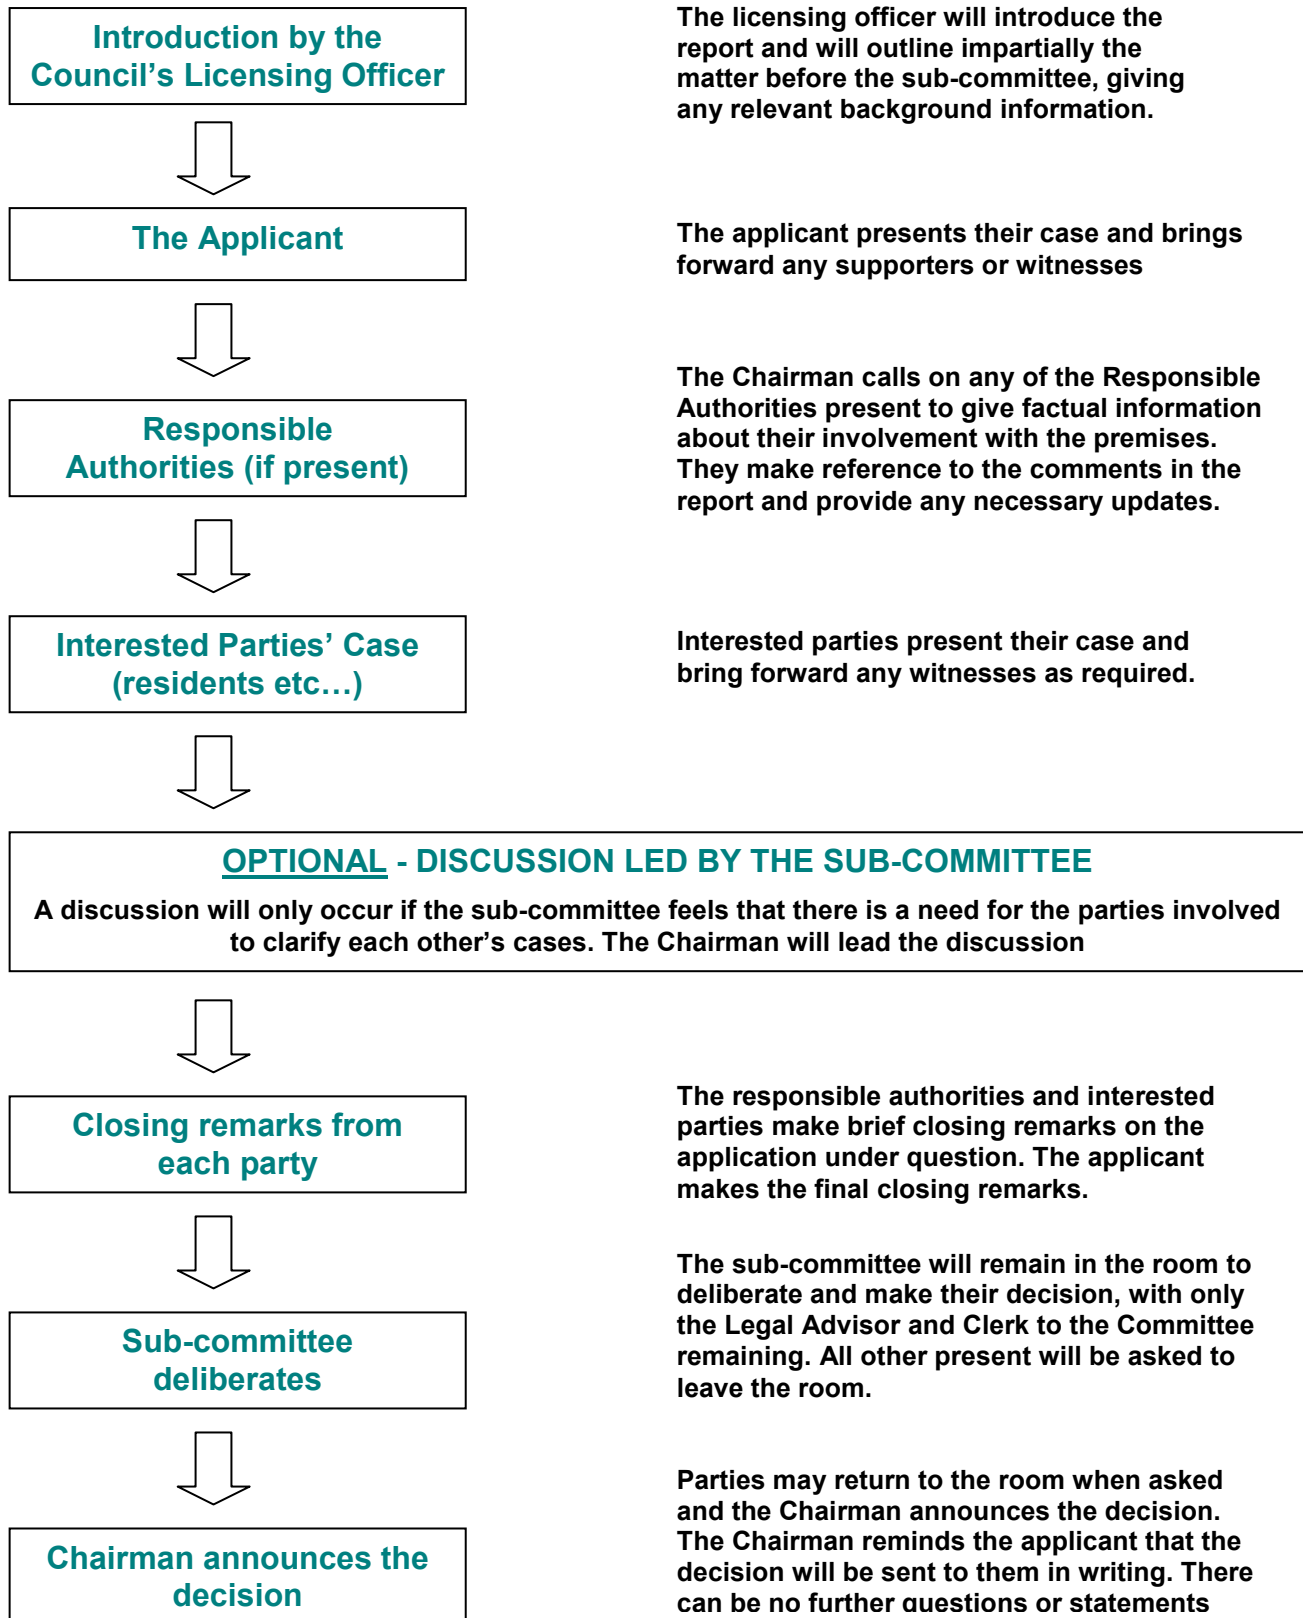 Introduction by the
Council’s Licensing Officer
The licensing officer will introduce the
report and will outline impartially the
matter before the sub-committee, giving
any relevant background information.
The Applicant
The applicant presents their case and brings
forward any supporters or witnesses
Responsible
Authorities (if present)
The Chairman calls on any of the Responsible
Authorities present to give factual information
about their involvement with the premises.
They make reference to the comments in the
report and provide any necessary updates.
Interested Parties’ Case
(residents etc…)
Interested parties present their case and
bring forward any witnesses as required.
OPTIONAL - DISCUSSION LED BY THE SUB-COMMITTEE
A discussion will only occur if the sub-committee feels that there is a need for the parties involved
to clarify each other’s cases. The Chairman will lead the discussion
Closing remarks from
each party
The responsible authorities and interested
parties make brief closing remarks on the
application under question. The applicant
makes the final closing remarks.
Sub-committee
deliberates
The sub-committee will remain in the room to
deliberate and make their decision, with only
the Legal Advisor and Clerk to the Committee
remaining. All other present will be asked to
leave the room.
Chairman announces the
decision
Parties may return to the room when asked
and the Chairman announces the decision.
The Chairman reminds the applicant that the
decision will be sent to them in writing. There
can be no further questions or statements